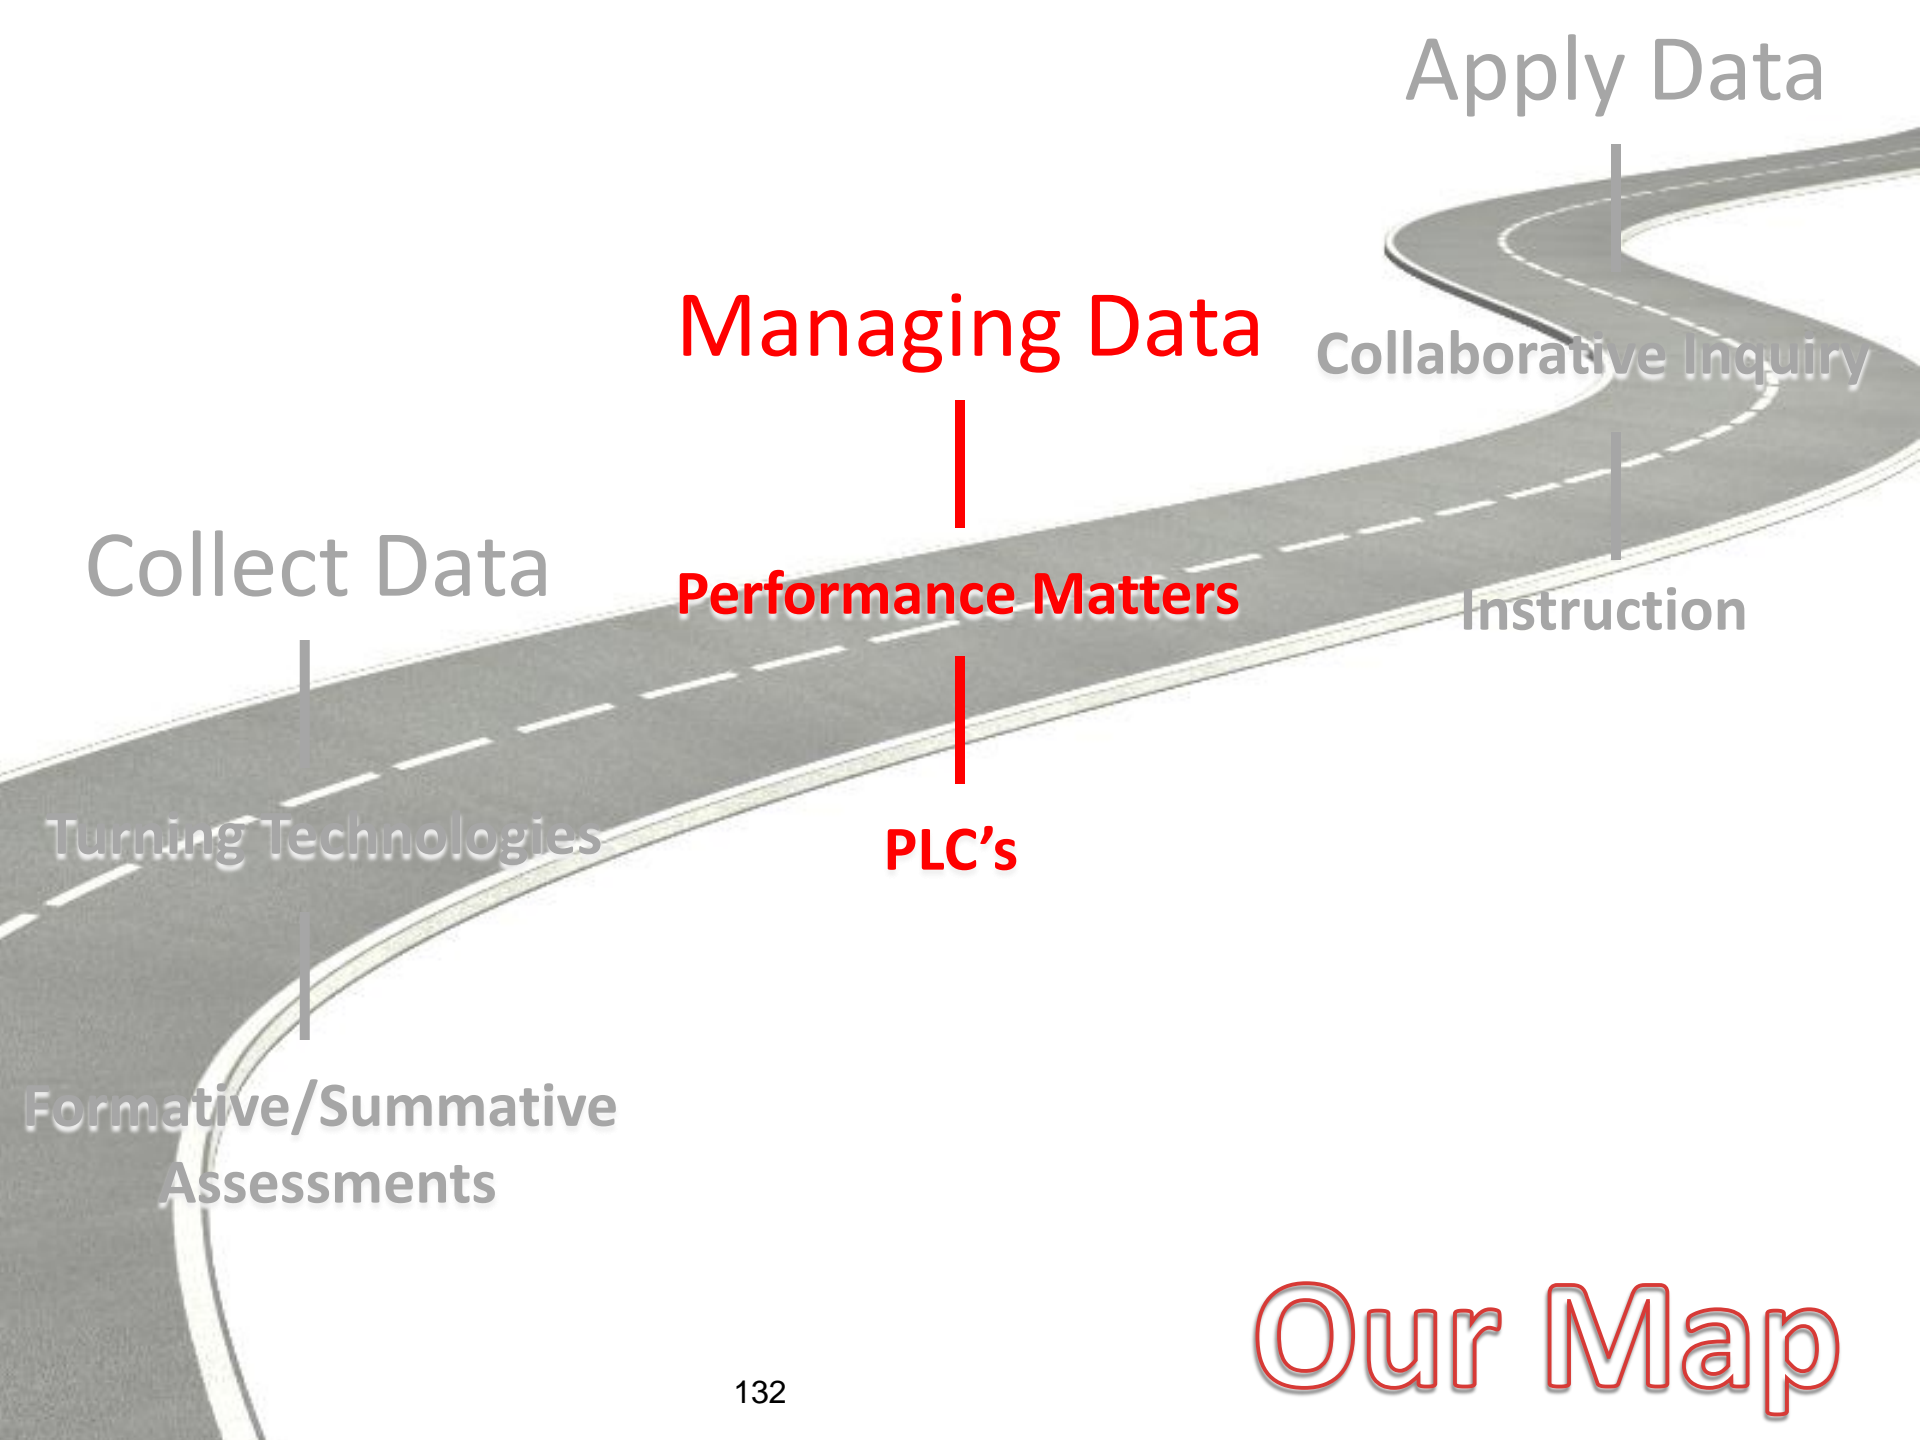 Apply Data
Managing Data
Collaborative Inquiry
Collect Data
Performance Matters
Instruction
Turning Technologies
PLC’s
Formative/Summative
Assessments
Our Map
132